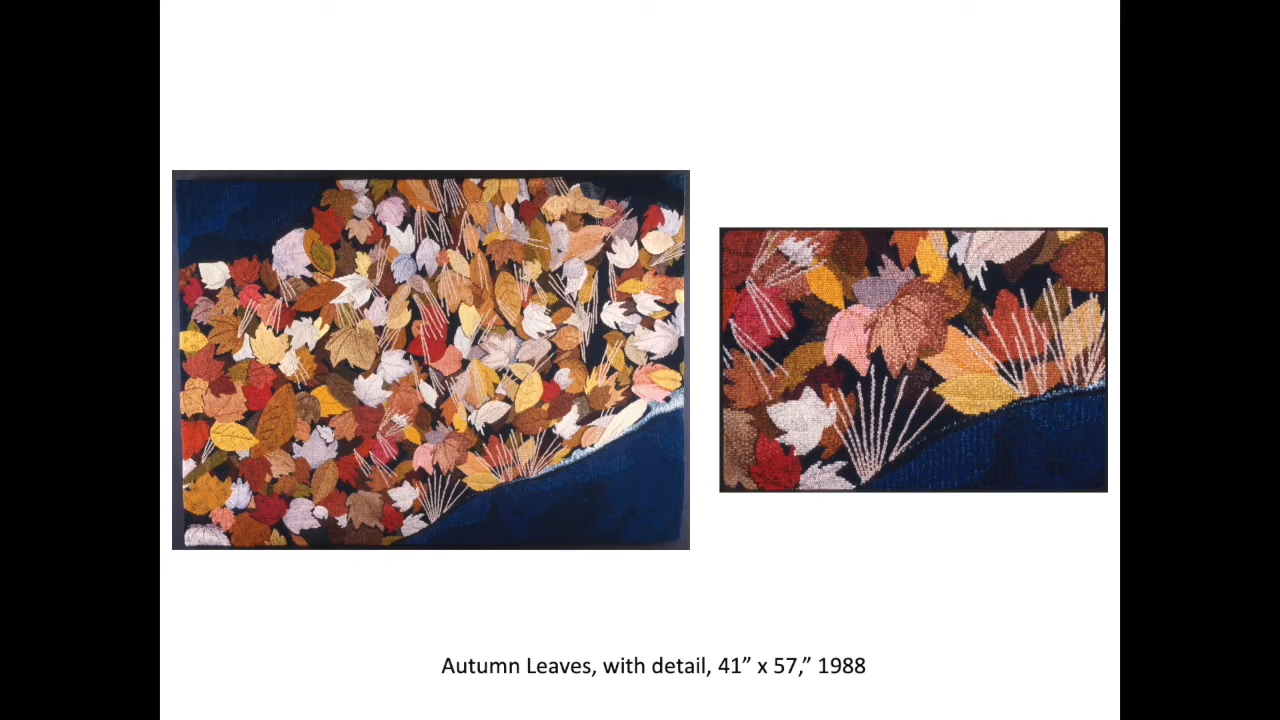 Autumn Leaves, with detail, 41” x 57,” 1988